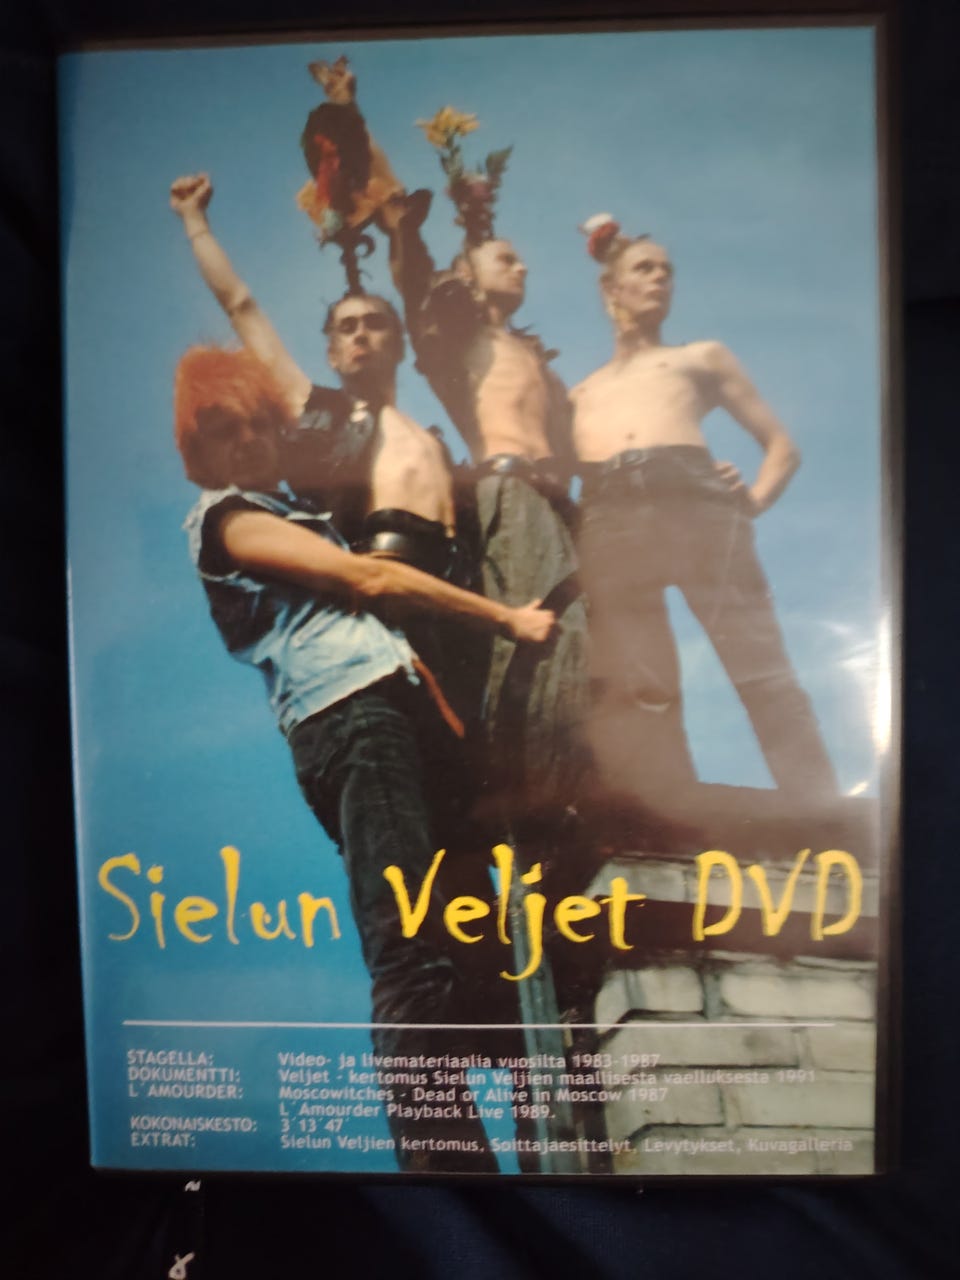 Sielun Veljet DVD
STAGELLA: Video- ja livemateriaalia vuosilta 1983-1987
DOKUMENTTI: Veljet - kertomus Sielun Veljien maallisesta vaelluksesta 1991
L´AMOURDER: Moscowitches - Dead or Alive in Moscow 1987
L´Amourder Playback Live 1989.
KOKONAISKESTO: 3´13´47´
EXTRAT: Sielun Veljien kertomus, Soittajaesittelyt, Levytykset, Kuvagalleria